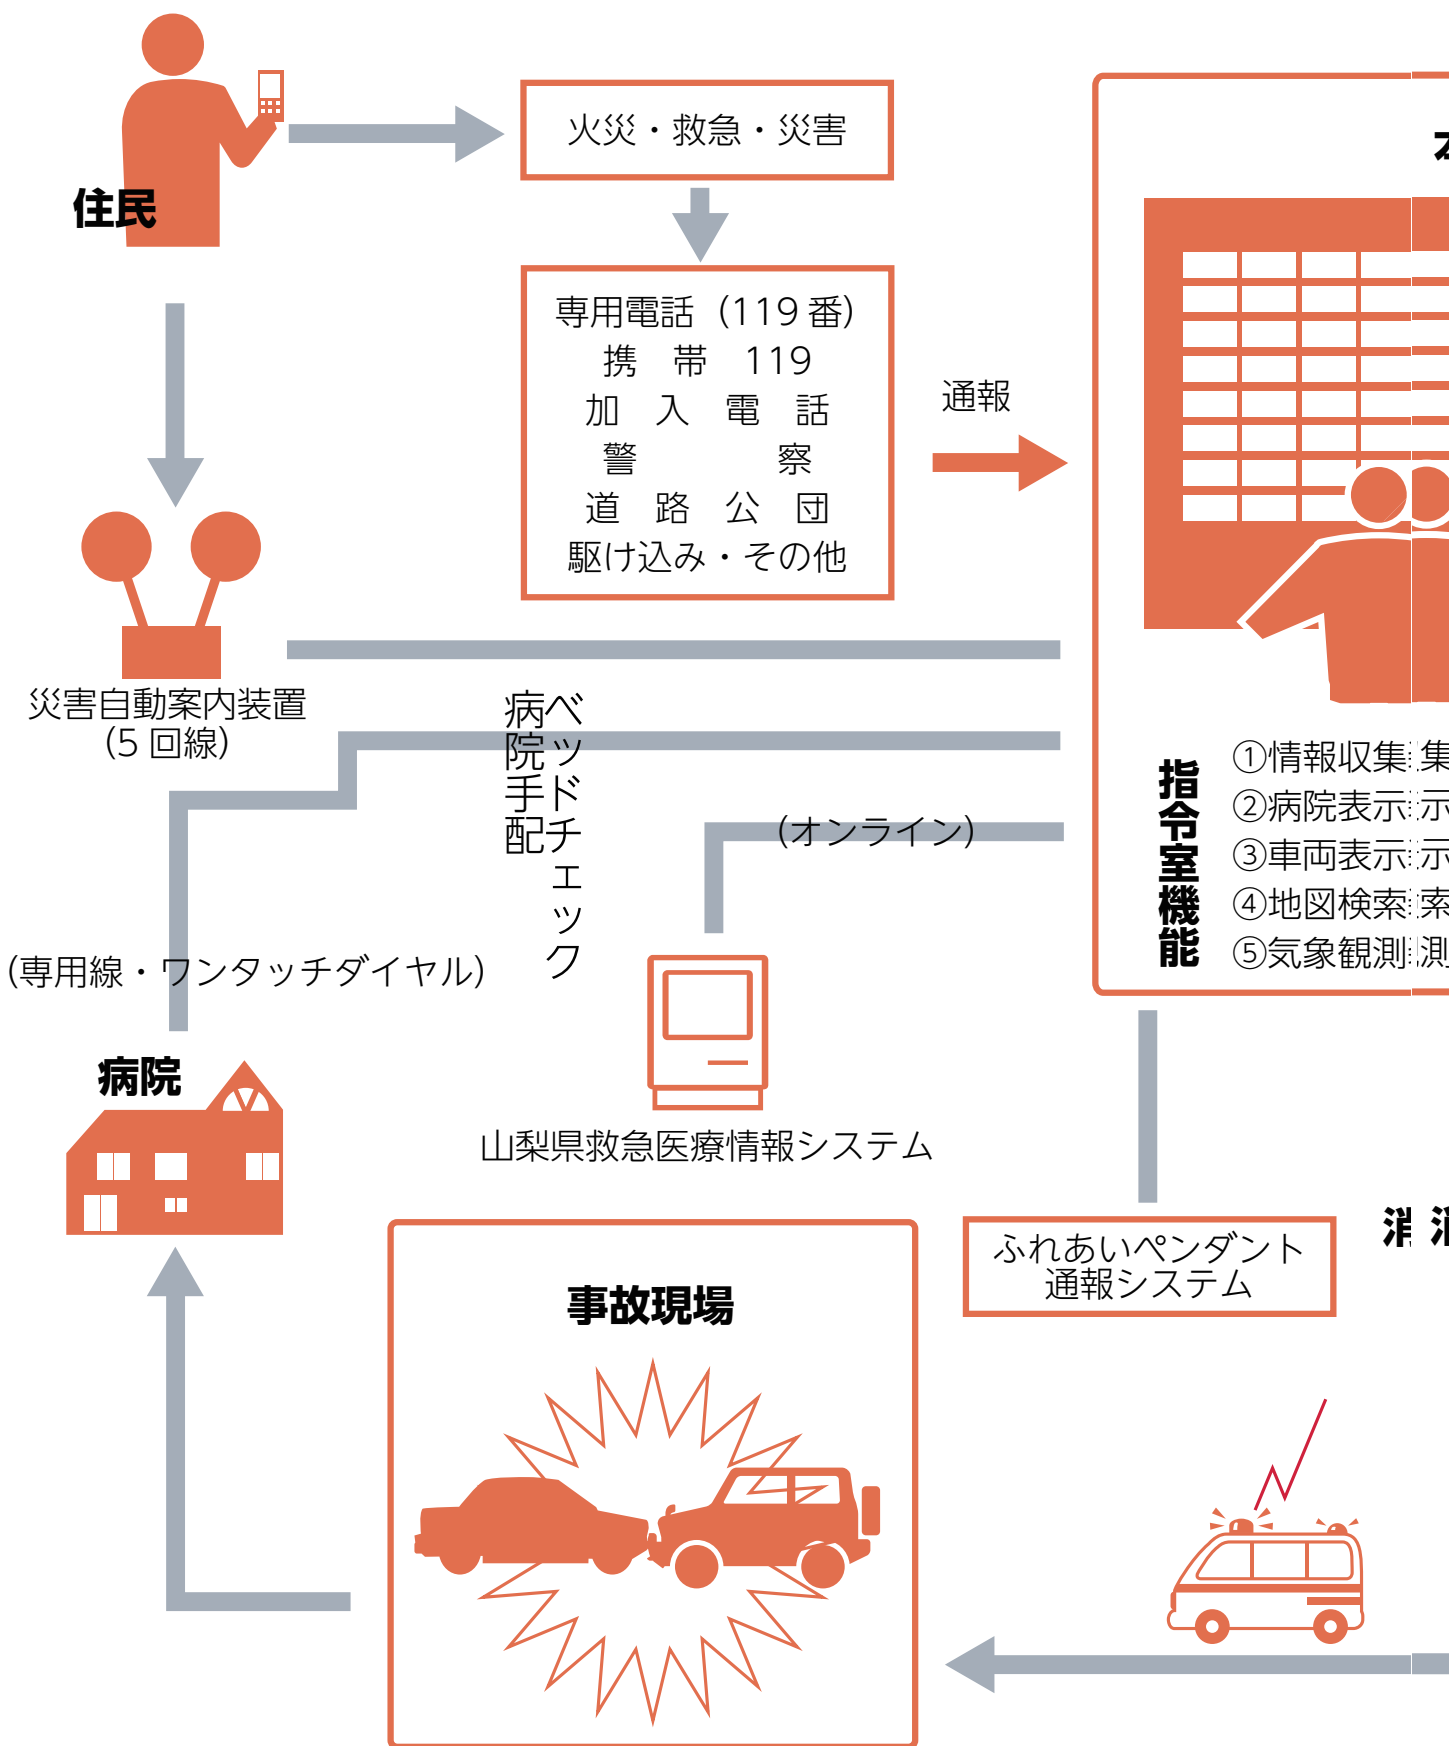 住民
火災・救急・災害
専用電話（119番）
携　帯　119
加　入　電　話
警　　　　察
道　路　公　団
駆け込み・その他
通報
災害自動案内装置
（5回線）
ベッドチェック
病院手配
（オンライン）
（専用線・ワンタッチダイヤル）
指令室機能
①情報収集
②病院表示
③車両表示
④地図検索
⑤気象観測
病院
山梨県救急医療情報システム
ふれあいペンダント
通報システム
事故現場